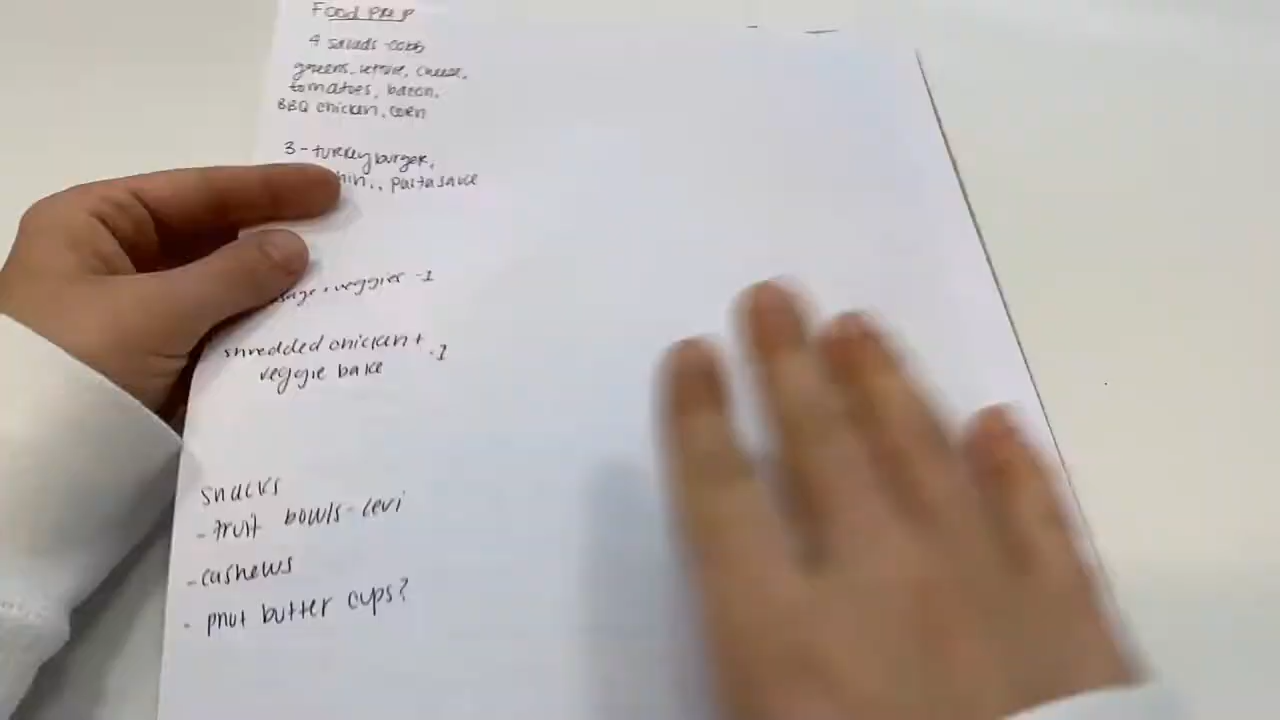 Food prep
4 salads-cobb
greens, lettuce, cheese,
tomatoes, bacon,
BBQ chicken, corn
3-turkey burger,
pasta sauce
+ veggies -1
shredded chicken +
veggie bake -1
snacks
-fruit bowls-Levi
-cashews
- pnut butter cups?